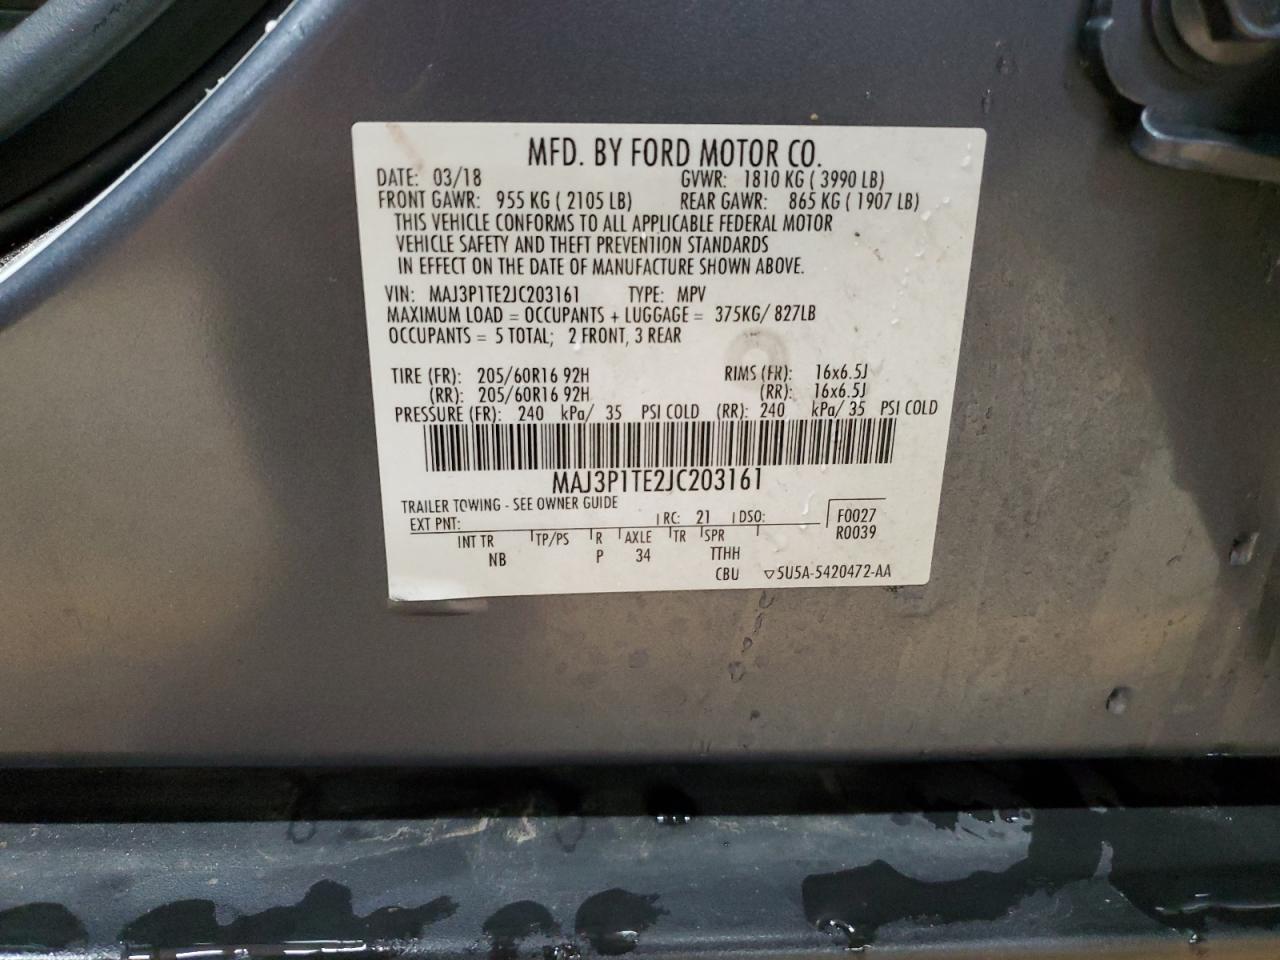 MFD. BY FORD MOTOR CO.
DATE: 03/18 GVWR: 1810 KG ( 3990 LB)
FRONT GAWR: 955 KG ( 2105 LB) REAR GAWR: 865 KG ( 1907 LB)
THIS VEHICLE CONFORMS TO ALL APPLICABLE FEDERAL MOTOR
VEHICLE SAFETY AND THEFT PREVENTION STANDARDS
IN EFFECT ON THE DATE OF MANUFACTURE SHOWN ABOVE.
VIN: MAJ3P1TE2JC203161 TYPE: MPV
MAXIMUM LOAD = OCCUPANTS + LUGGAGE = 375KG/ 827LB
OCCUPANTS = 5 TOTAL; 2 FRONT, 3 REAR
TIRE (FR): 205/60R16 92H RIMS (FR): 16x6.5J
(RR): 205/60R16 92H (RR): 16x6.5J
PRESSURE (FR): 240 kPa/ 35 PSI COLD (RR): 240 kPa/ 35 PSI COLD
MAJ3P1TE2JC203161
TRAILER TOWING - SEE OWNER GUIDE
EXT PNT: RC: 21 DSO: F0027
R0039
INT TR TP/PS R AXLE TR SPR
NB P 34 TTHH
CBU ▽5U5A-5420472-AA